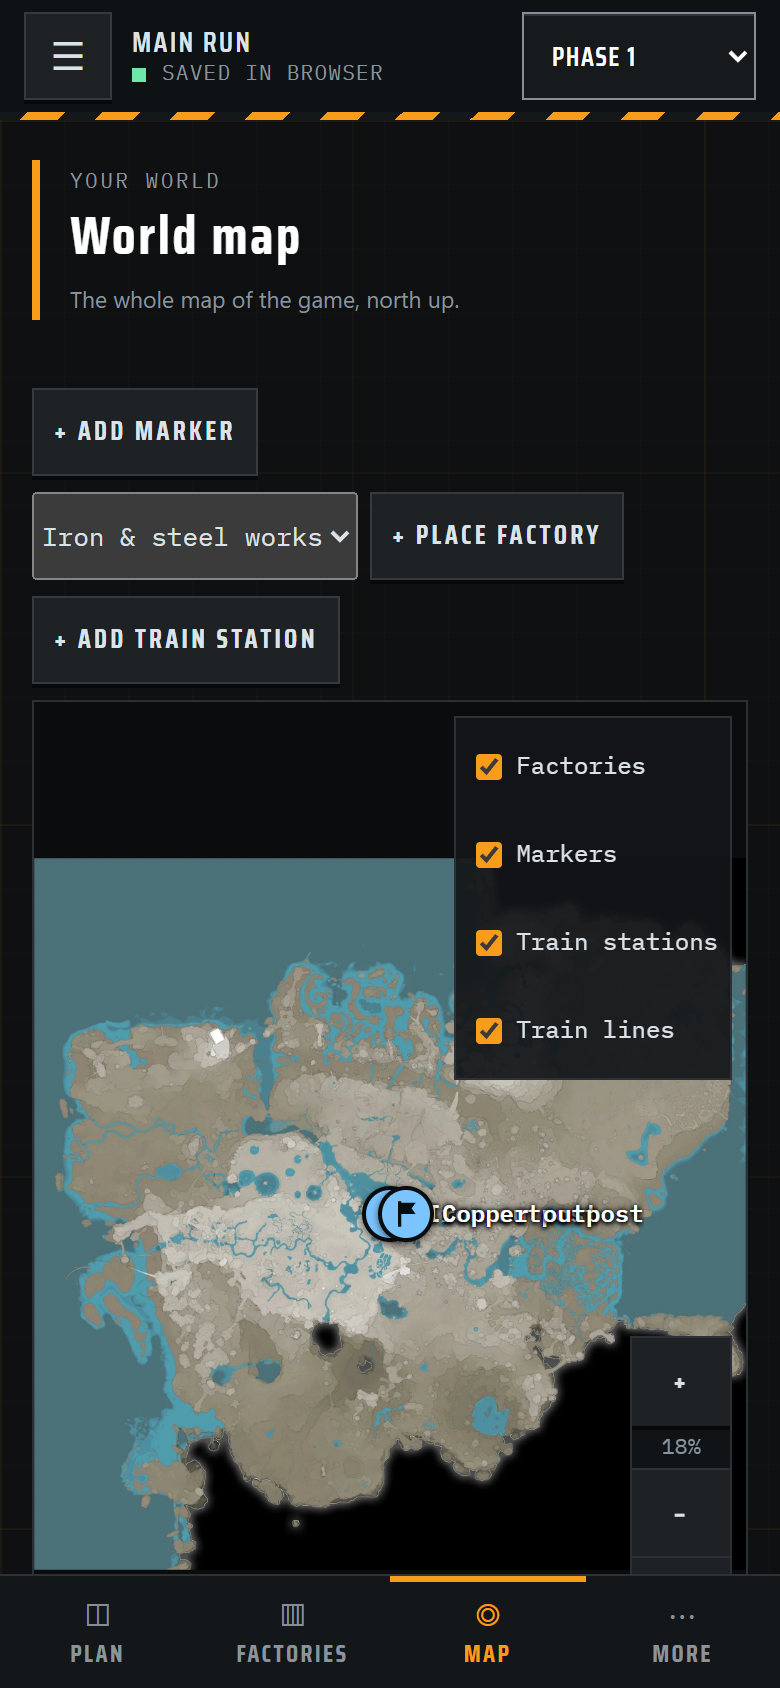 MAIN RUN
SAVED IN BROWSER
PHASE 1
YOUR WORLD
World map
The whole map of the game, north up.
+ ADD MARKER
Iron & steel works
+ PLACE FACTORY
+ ADD TRAIN STATION
Factories
Markers
Train stations
Train lines
Copper outpost
+
18%
-
PLAN
FACTORIES
MAP
MORE